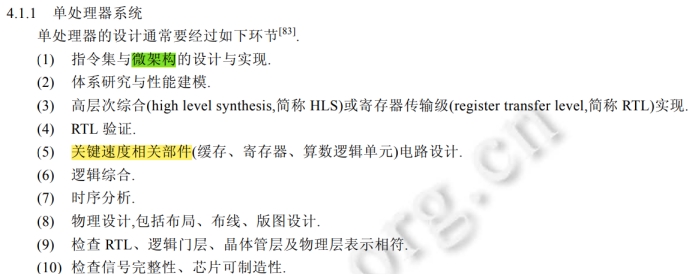 4.1.1 单处理器系统
单处理器的设计通常要经过如下环节[83].
(1) 指令集与微架构的设计与实现.
(2) 体系研究与性能建模.
(3) 高层次综合(high level synthesis,简称 HLS)或寄存器传输级(register transfer level,简称 RTL)实现.
(4) RTL 验证.
(5) 关键速度相关部件(缓存、寄存器、算数逻辑单元)电路设计.
(6) 逻辑综合.
(7) 时序分析.
(8) 物理设计,包括布局、布线、版图设计.
(9) 检查 RTL、逻辑门层、晶体管层及物理层表示相符.
(10) 检查信号完整性、芯片可制造性.
org.cn